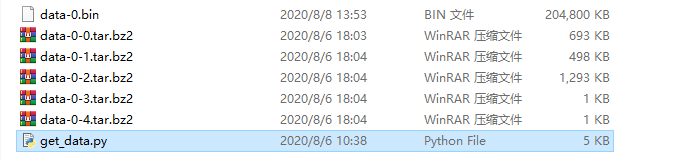 data-0.bin 2020/8/8 13:53 BIN 文件 204,800 KB
data-0-0.tar.bz2 2020/8/6 18:03 WinRAR 压缩文件 693 KB
data-0-1.tar.bz2 2020/8/6 18:04 WinRAR 压缩文件 498 KB
data-0-2.tar.bz2 2020/8/6 18:04 WinRAR 压缩文件 1,293 KB
data-0-3.tar.bz2 2020/8/6 18:04 WinRAR 压缩文件 1 KB
data-0-4.tar.bz2 2020/8/6 18:04 WinRAR 压缩文件 1 KB
get_data.py 2020/8/6 10:38 Python File 5 KB